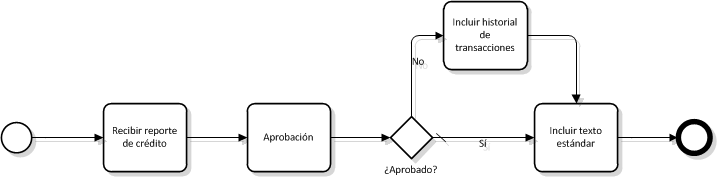 Incluir historial
de
transacciones
No
Recibir reporte
de crédito
Aprobación
¿Aprobado?
Sí
Incluir texto
estándar